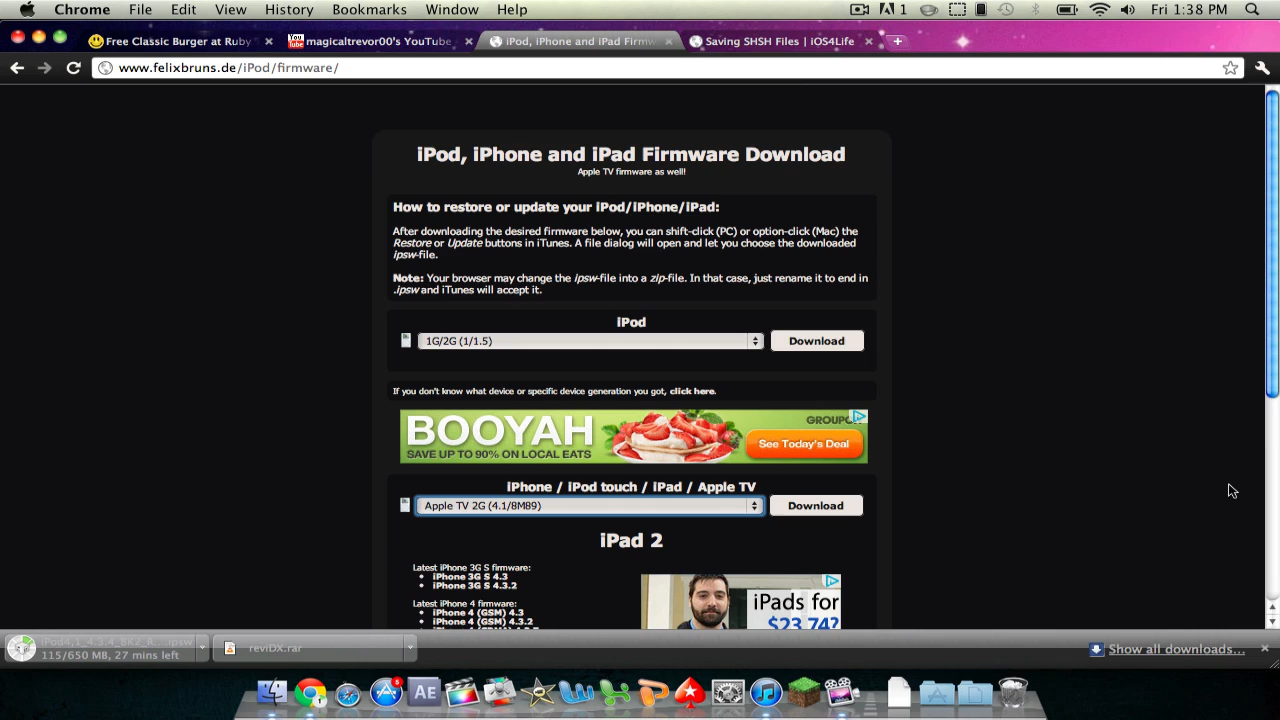 Chrome File Edit View History Bookmarks Window Help 1 Fri 1:38 PM
Free Classic Burger at Ruby
You Tube magicaltrevor00's YouTube
iPod, iPhone and iPad Firmw
Saving SHSH Files | iOS4Life
www.felixbruns.de/iPod/firmware/
iPod, iPhone and iPad Firmware Download
Apple TV firmware as well!
How to restore or update your iPod/iPhone/iPad:
After downloading the desired firmware below, you can shift-click (PC) or option-click (Mac) the
Restore or Update buttons in iTunes. A file dialog will open and let you choose the downloaded
ipsw-file.
Note: Your browser may change the ipsw-file into a zip-file. In that case, just rename it to end in
.ipsw and iTunes will accept it.
iPod
1G/2G (1/1.5) Download
If you don't know what device or specific device generation you got, click here.
BOOYAH
SAVE UP TO 90% ON LOCAL EATS
See Today's Deal
iPhone / iPod touch / iPad / Apple TV
Apple TV 2G (4.1/8M89) Download
iPad 2
Latest iPhone 3G S firmware:
• iPhone 3G S 4.3
• iPhone 3G S 4.3.2
Latest iPhone 4 firmware:
• iPhone 4 (GSM) 4.3
• iPhone 4 (GSM) 4.3.2
iPads for
$23.74?
115/650 MB, 27 mins left
reviDX.rar
Show all downloads...
5
AE